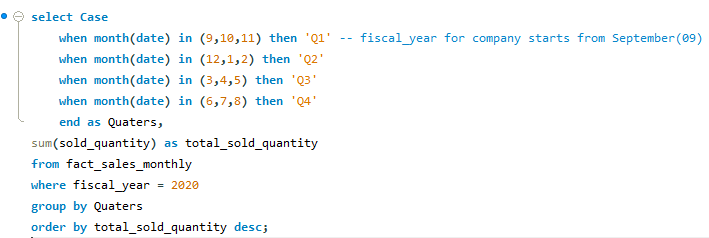 select Case
when month(date) in (9,10,11) then 'Q1' -- fiscal_year for company starts from September(09)
when month(date) in (12,1,2) then 'Q2'
when month(date) in (3,4,5) then 'Q3'
when month(date) in (6,7,8) then 'Q4'
end as Quaters,
sum(sold_quantity) as total_sold_quantity
from fact_sales_monthly
where fiscal_year = 2020
group by Quaters
order by total_sold_quantity desc;